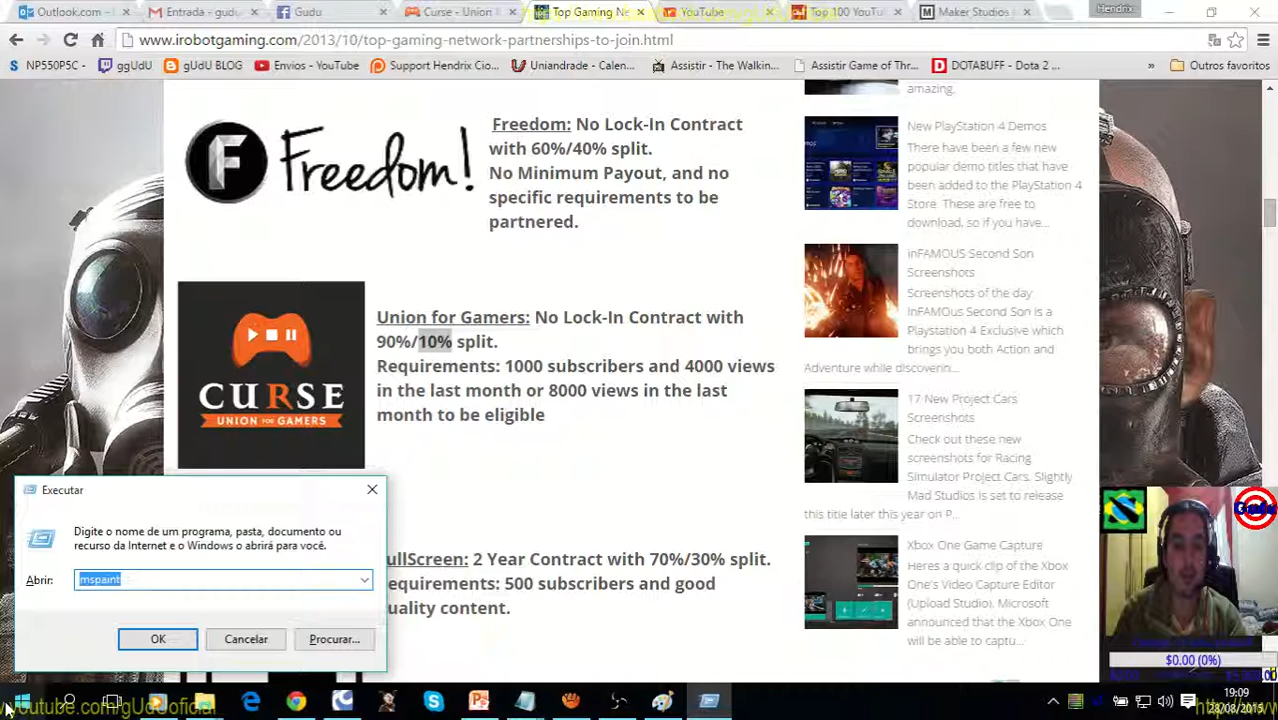 Outlook.com - gudu
Entrada - gudu
Gudu
Curse - Union
Top Gaming Ne
YouTube
Top 100 YouTu
Maker Studios
Hendrix
www.irobotgaming.com/2013/10/top-gaming-network-partnerships-to-join.html
NP550P5C -
ggUdU
gUdU BLOG
Envios - YouTube
Support Hendrix Cio...
Uniandrade - Calen...
Assistir - The Walkin...
Assistir Game of Thr...
DOTABUFF - Dota 2 ...
»
Outros favoritos
F Freedom!
Freedom: No Lock-In Contract
with 60%/40% split.
No Minimum Payout, and no
specific requirements to be
partnered.
CURSE
UNION FOR GAMERS
Union for Gamers: No Lock-In Contract with
90%/10% split.
Requirements: 1000 subscribers and 4000 views
in the last month or 8000 views in the last
month to be eligible
ullScreen: 2 Year Contract with 70%/30% split.
equirements: 500 subscribers and good
uality content.
amazing.
New PlayStation 4 Demos
There have been a few new
popular demo titles that have
been added to the PlayStation 4
Store. These are free to
download, so if you have...
inFAMOUS Second Son
Screenshots
Screenshots of the day
InFAMOUS Second Son is a
Playstation 4 Exclusive which
brings you both Action and
Adventure while discoverin...
17 New Project Cars
Screenshots
Check out these new
screenshots for Racing
Simulator Project Cars. Slightly
Mad Studios is set to release
this title later this year on P...
Xbox One Game Capture
Heres a quick clip of the Xbox
One's Video Capture Editor
(Upload Studio). Microsoft
announced that the Xbox One
will be able to captu...
Executar
Digite o nome de um programa, pasta, documento ou
recurso da Internet e o Windows o abrirá para você.
Abrir:
mspaint
OK
Cancelar
Procurar...
Gudu
$0.00 (0%)
$0.00
youtube.com/gUdUoficial
19:09
28/08/2015